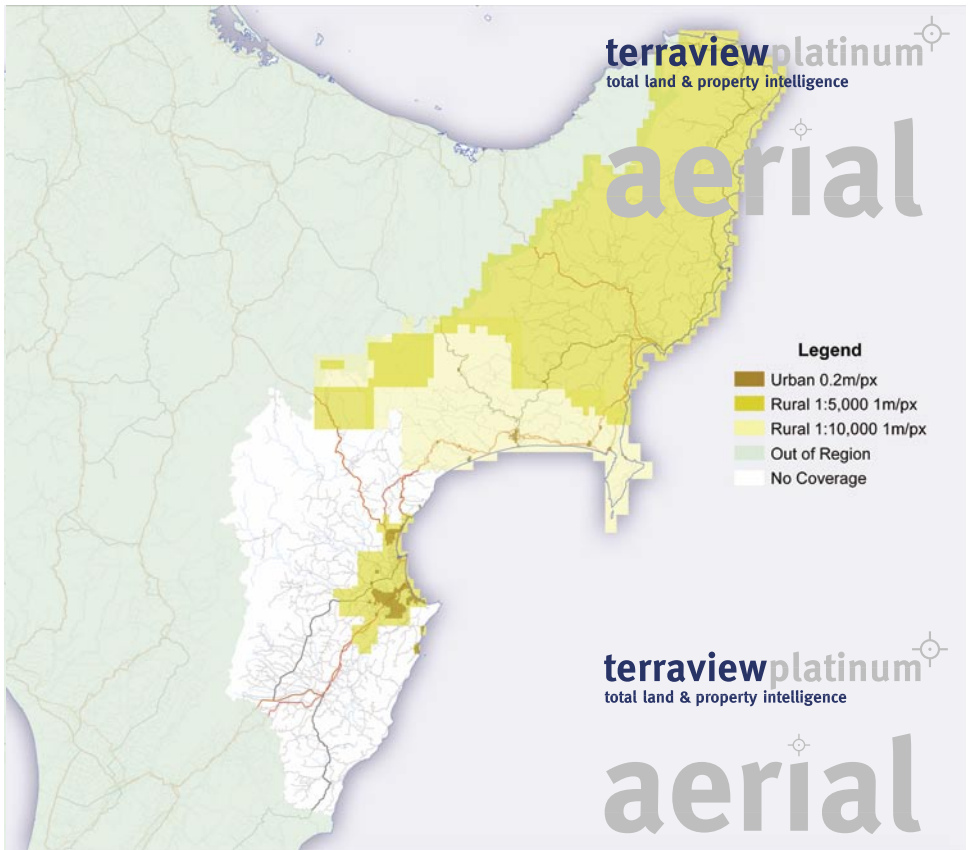 terraviewplatinum
total land & property intelligence
aerial
Legend
Urban 0.2m/px
Rural 1:5,000 1m/px
Rural 1:10,000 1m/px
Out of Region
No Coverage
terraviewplatinum
total land & property intelligence
aerial